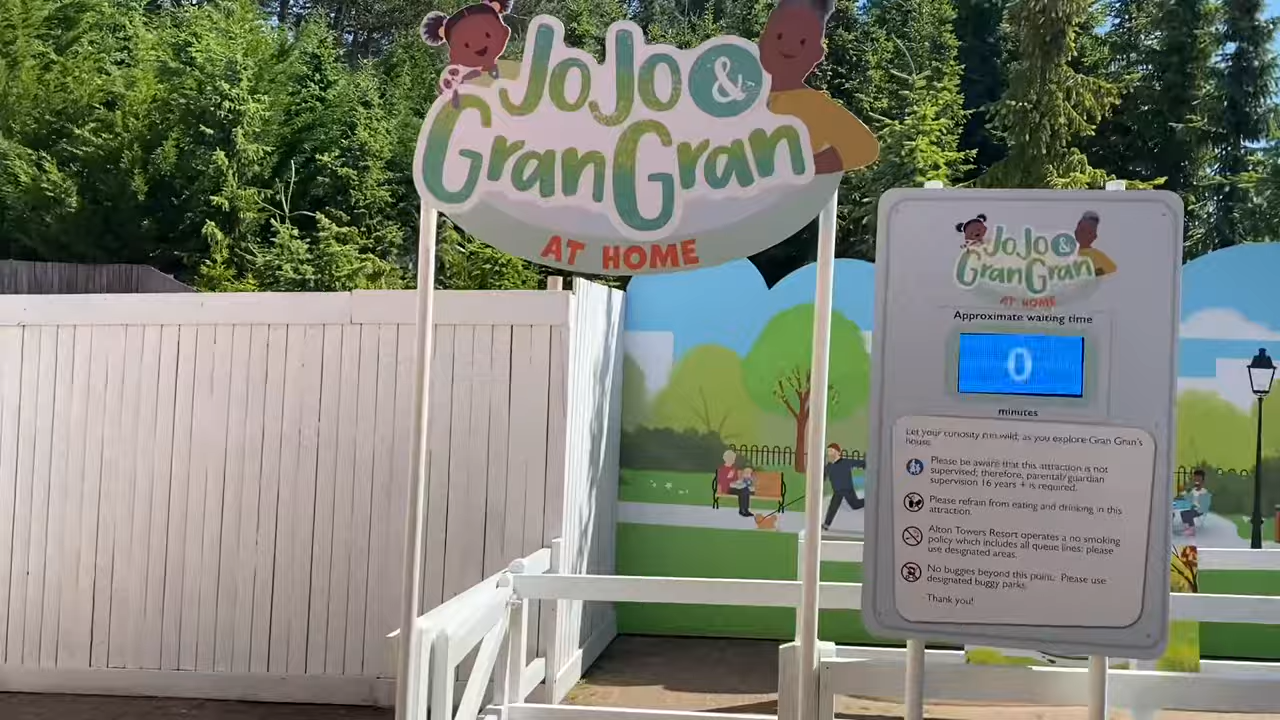 JoJo &
GranGran
AT HOME
JoJo &
GranGran
AT HOME
Approximate waiting time
0
minutes
Let your curiosity run wild, as you explore Gran Gran's
house.
Please be aware that this attraction is not
supervised; therefore, parental/guardian
supervision 16 years + is required.
Please refrain from eating and drinking in this
attraction.
Alton Towers Resort operates a no smoking
policy which includes all queue lines: please
use designated areas.
No buggies beyond this point. Please use
designated buggy parks.
Thank you!